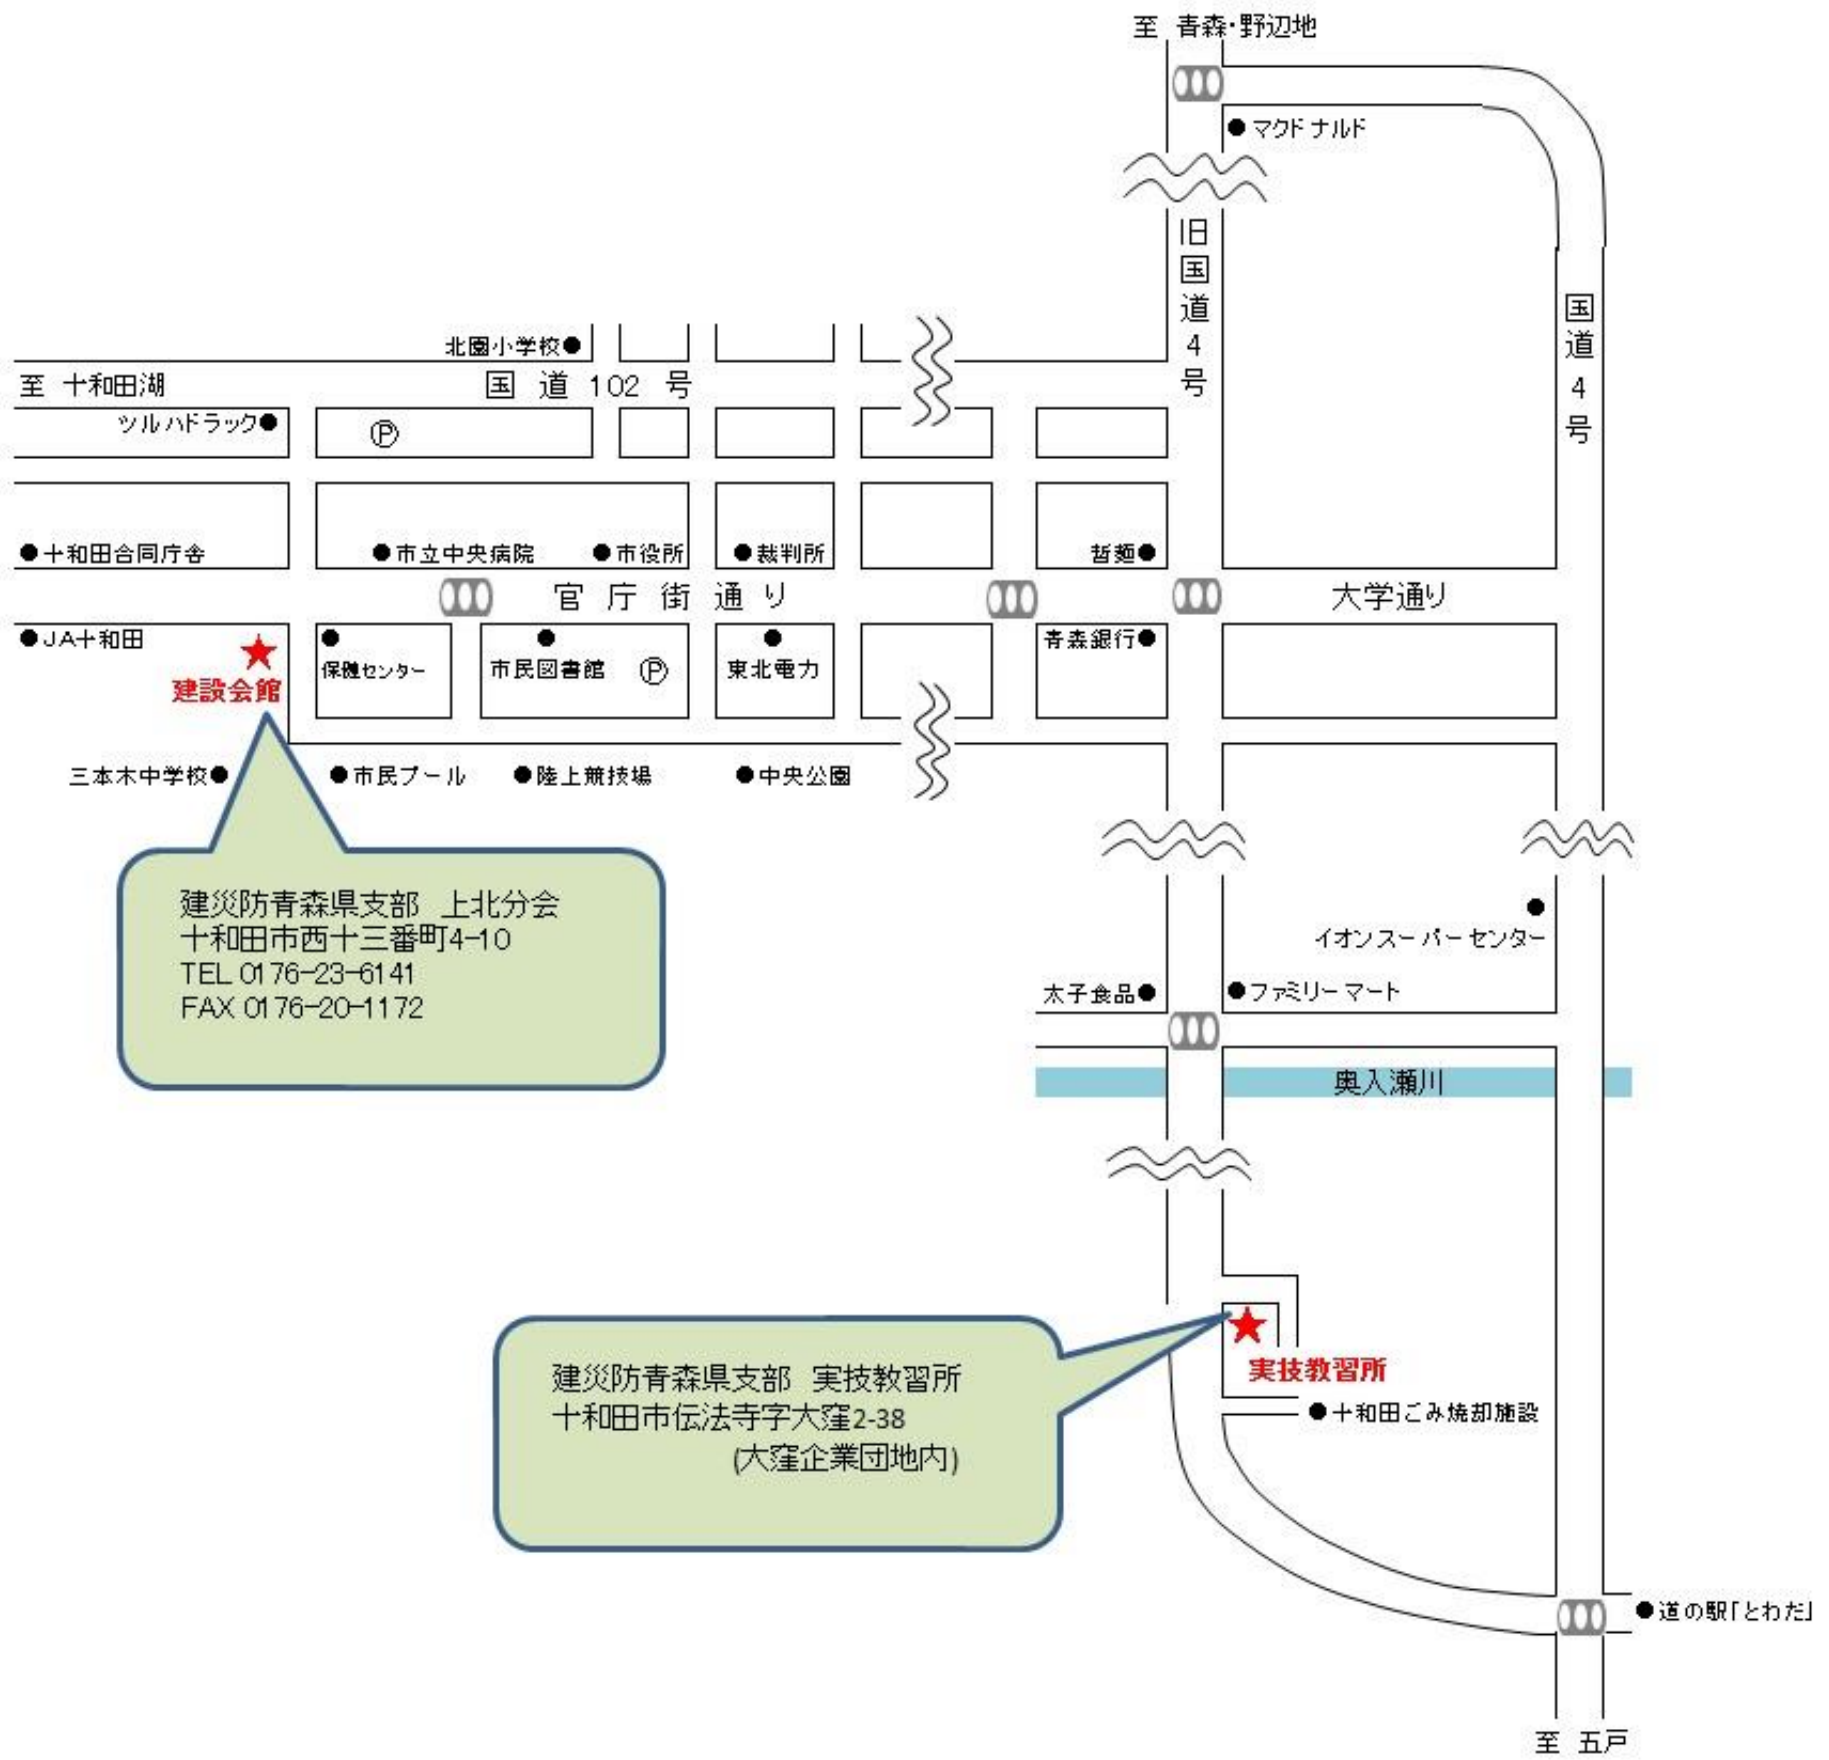 至 青森・野辺地
マクドナルド
旧国道4号
国道4号
北園小学校
至 十和田湖
国道102号
ツルハドラック
Ⓟ
十和田合同庁舎
市立中央病院
市役所
裁判所
哲麺
官庁街通り
大学通り
JA十和田
建設会館
保健センター
市民図書館
Ⓟ
東北電力
青森銀行
三本木中学校
市民プール
陸上競技場
中央公園
建災防青森県支部 上北分会
十和田市西十三番町4-10
TEL 0176-23-6141
FAX 0176-20-1172
イオンスーパーセンター
太子食品
ファミリーマート
奥入瀬川
建災防青森県支部 実技教習所
十和田市伝法寺字大窪2-38
(大窪企業団地内)
実技教習所
十和田ごみ焼却施設
道の駅「とわだ」
至 五戸